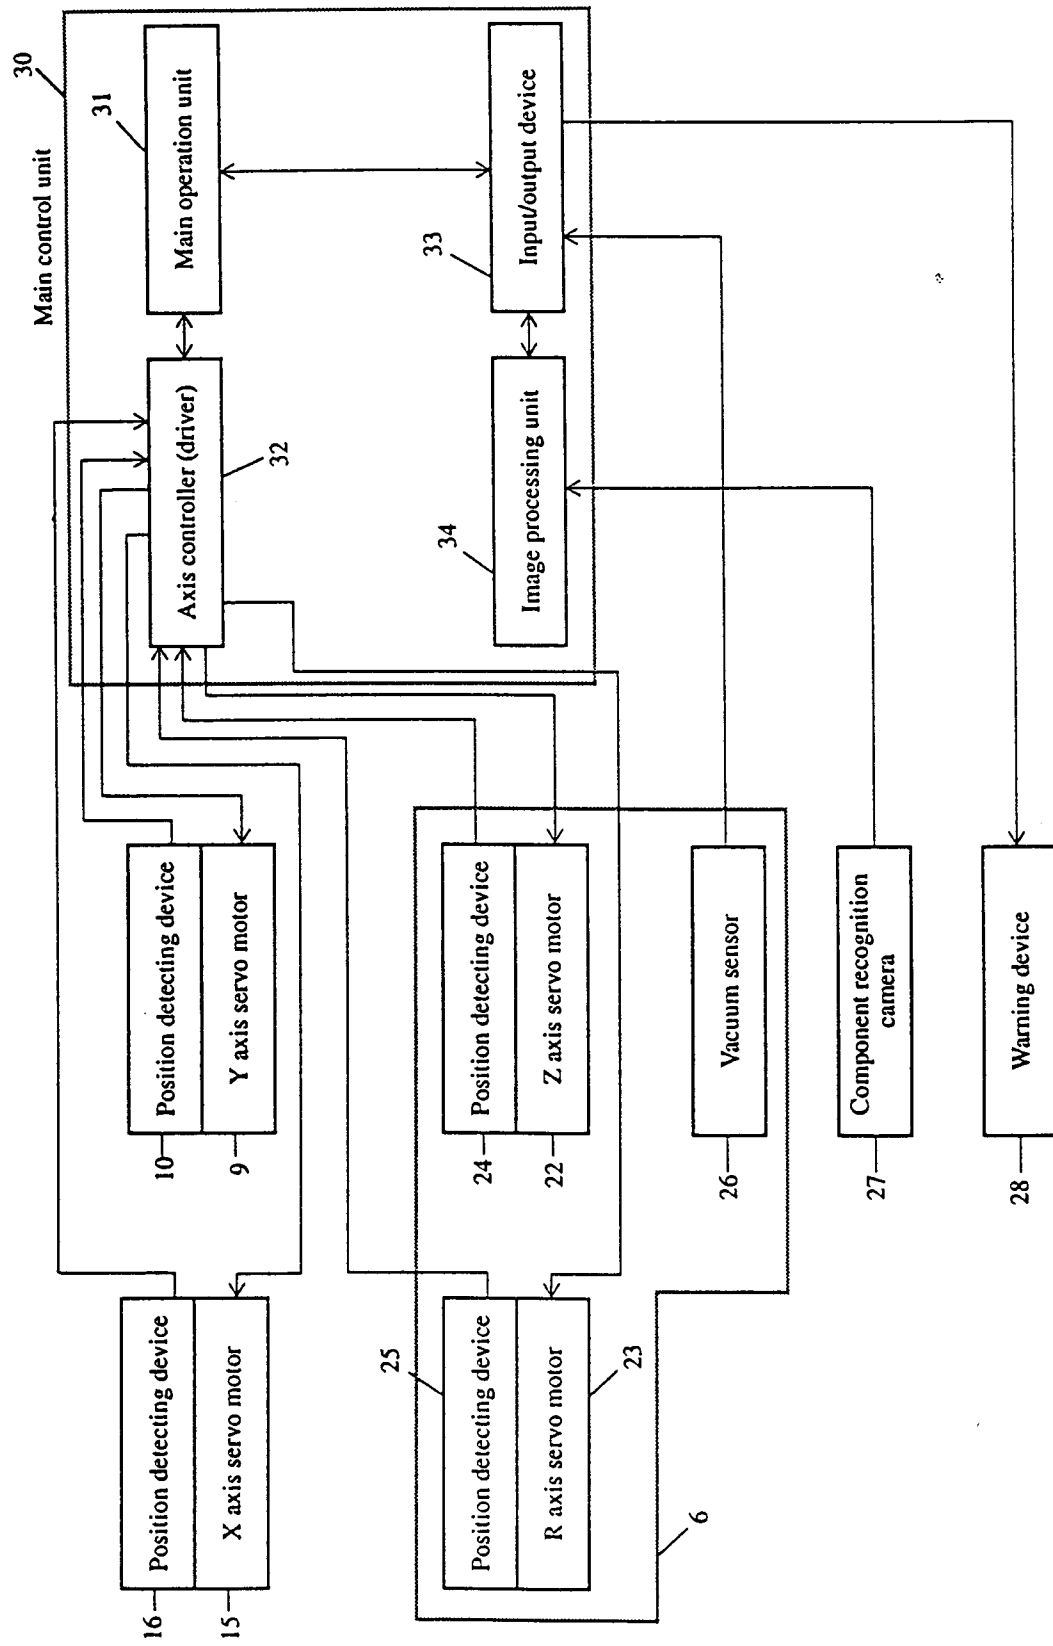 Main control unit
30
31
Main operation unit
Axis controller (driver)
32
33
Input/output device
34
Image processing unit
Position detecting device
Y axis servo motor
10
9
Position detecting device
X axis servo motor
16
15
Position detecting device
Z axis servo motor
24
22
25
Position detecting device
R axis servo motor
23
6
Vacuum sensor
26
Component recognition
camera
27
Warning device
28